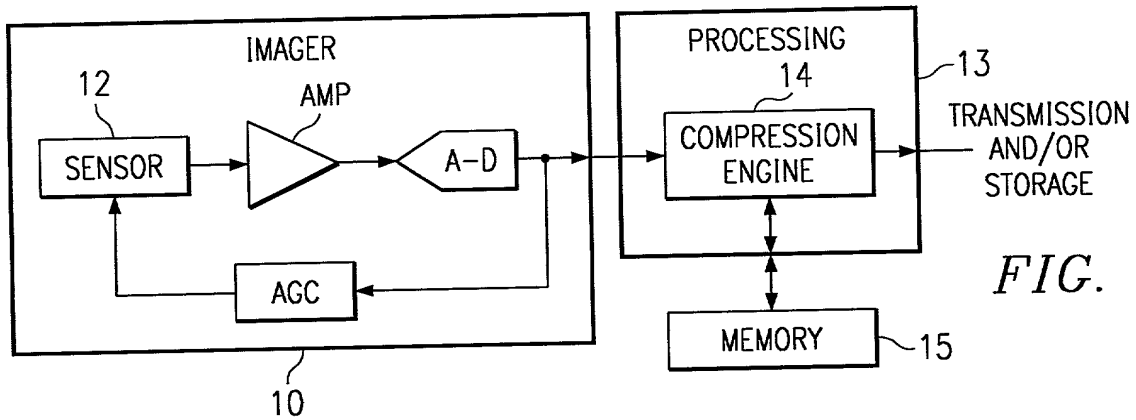 IMAGER
12
SENSOR
AMP
A-D
AGC
10
PROCESSING
14
COMPRESSION
ENGINE
13
TRANSMISSION
AND/OR
STORAGE
MEMORY
15
FIG.